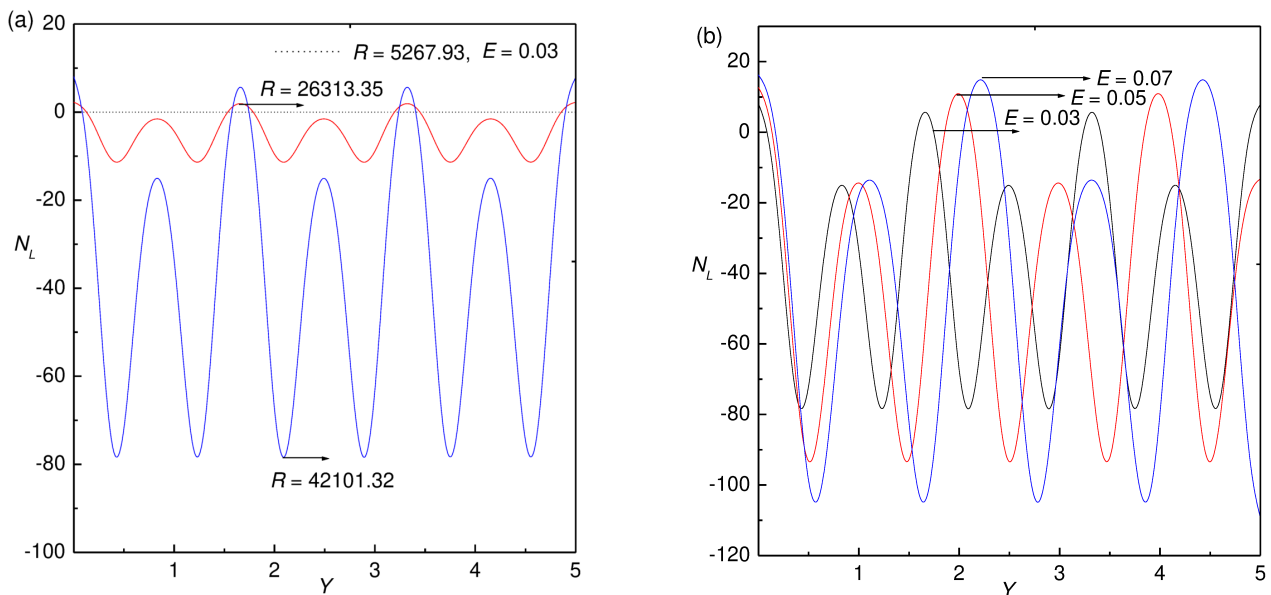 (a)
20
0
-20
-40
-60
-80
-100
N_L
R = 5267.93, E = 0.03
R = 26313.35
R = 42101.32
1
2
3
4
5
Y
(b)
20
0
-20
-40
-60
-80
-100
-120
N_L
E = 0.07
E = 0.05
E = 0.03
1
2
3
4
5
Y